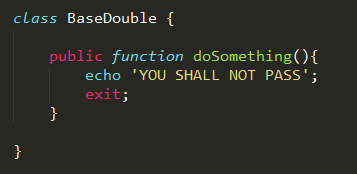 class BaseDouble {
public function doSomething(){
echo 'YOU SHALL NOT PASS';
exit;
}
}